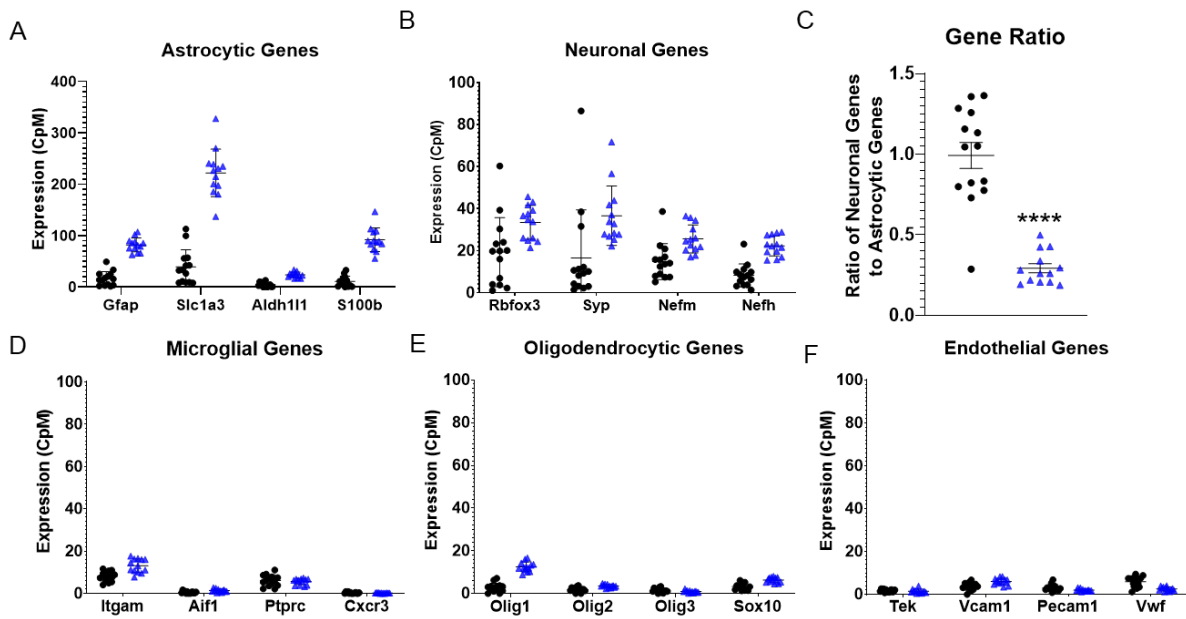 A
Astrocytic Genes
Expression (CpM)
400
300
200
100
0
Gfap Slc1a3 Aldh1l1 S100b
B
Neuronal Genes
Expression (CpM)
100
80
60
40
20
0
Rbfox3 Syp Nefm Nefh
C
Gene Ratio
Ratio of Neuronal Genes
to Astrocytic Genes
1.5
1.0
0.5
0.0
****
D
Microglial Genes
Expression (CpM)
100
80
60
40
20
0
Itgam Aif1 Ptprc Cxcr3
E
Oligodendrocytic Genes
Expression (CpM)
100
80
60
40
20
0
Olig1 Olig2 Olig3 Sox10
F
Endothelial Genes
Expression (CpM)
100
80
60
40
20
0
Tek Vcam1 Pecam1 Vwf